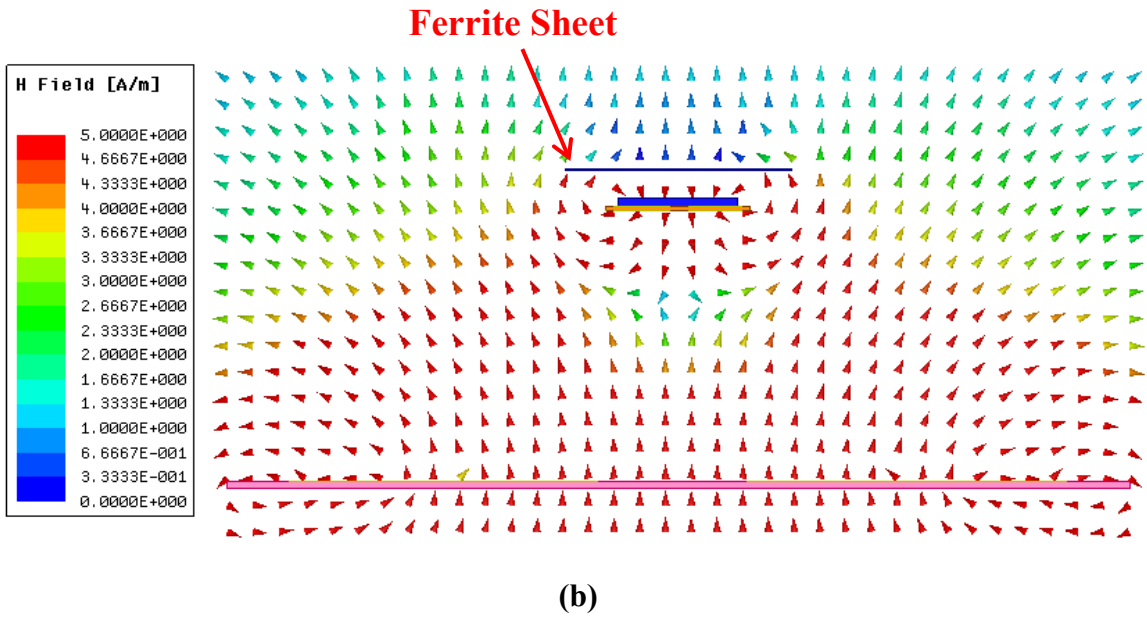 Ferrite Sheet
H Field [A/m]
5.0000E+000
4.6667E+000
4.3333E+000
4.0000E+000
3.6667E+000
3.3333E+000
3.0000E+000
2.6667E+000
2.3333E+000
2.0000E+000
1.6667E+000
1.3333E+000
1.0000E+000
6.6667E-001
3.3333E-001
0.0000E+000
(b)